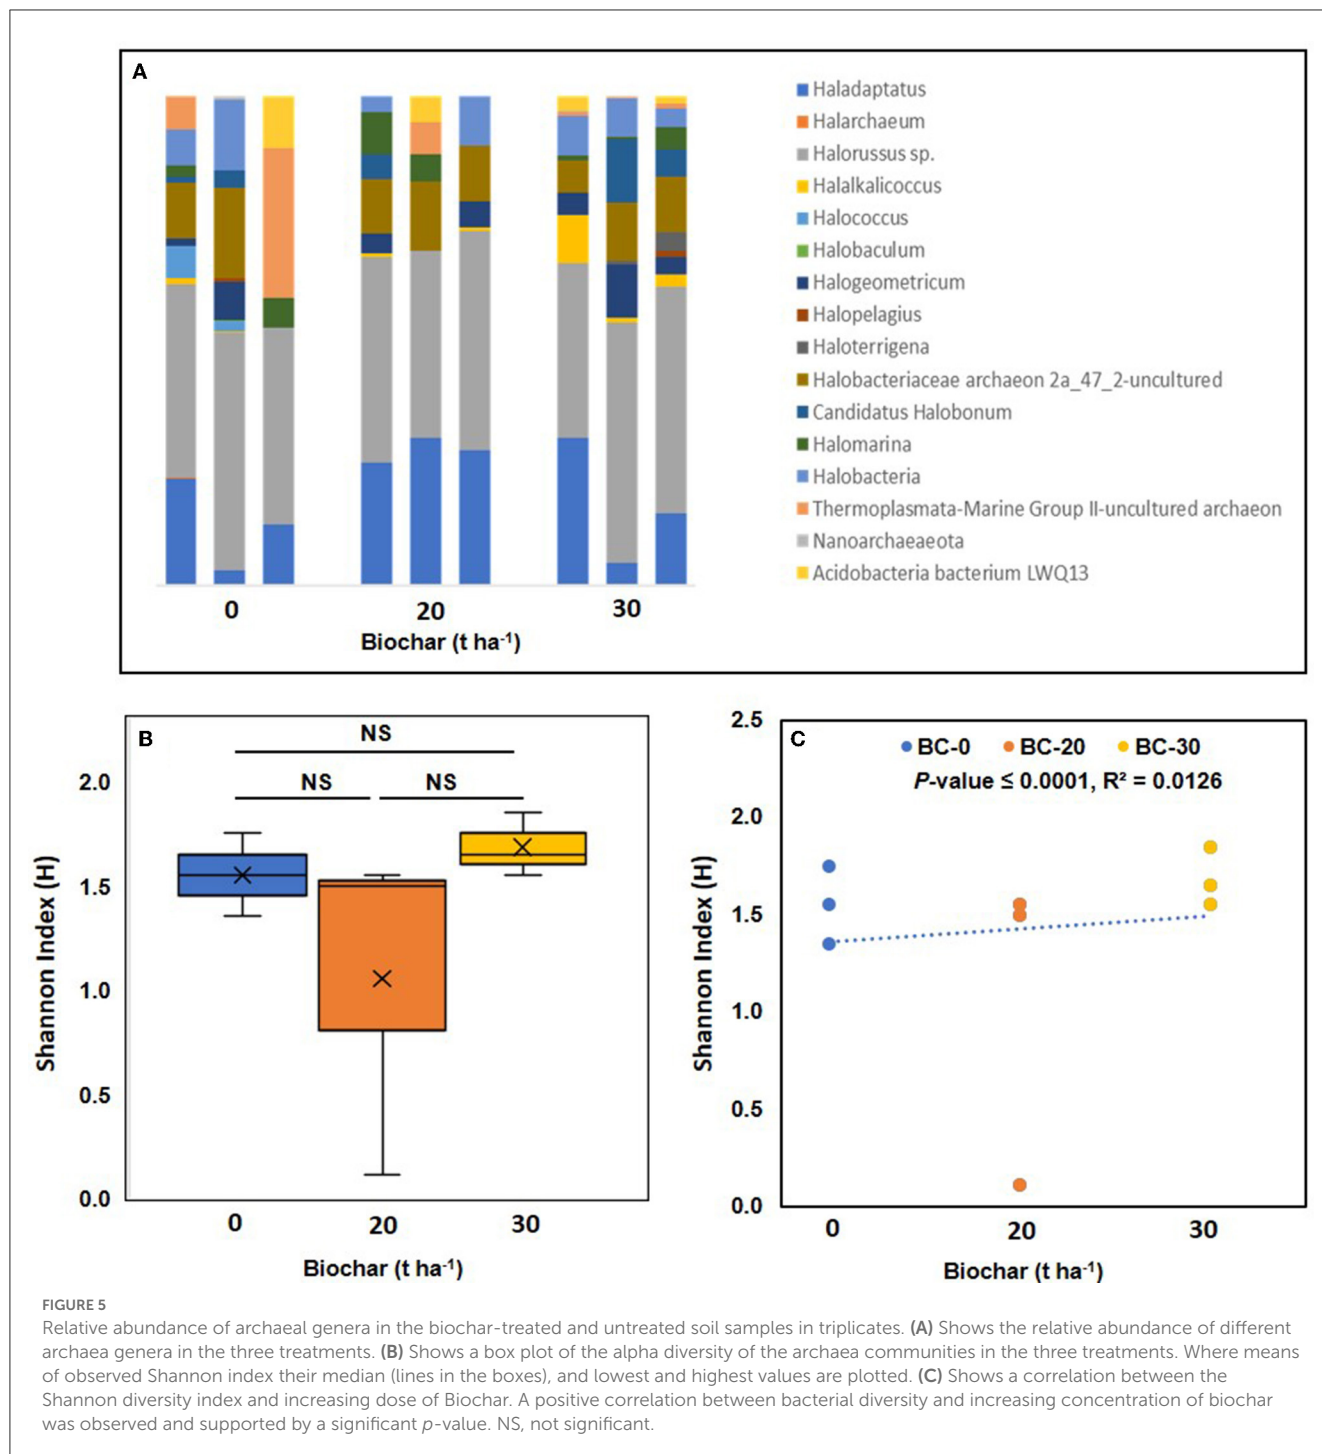 A
Haladaptatus
Halarchaeum
Halorussus sp.
Halalkalicoccus
Halococcus
Halobaculum
Halogeometricum
Halopelagius
Haloterrigena
Halobacteriaceae archaeon 2a_47_2-uncultured
Candidatus Halobonum
Halomarina
Halobacteria
Thermoplasmata-Marine Group II-uncultured archaeon
Nanoarchaeaeota
Acidobacteria bacterium LWQ13
0 20 30
Biochar (t ha⁻¹)
B
NS
NS NS
2.0
1.5
1.0
0.5
0.0
Shannon Index (H)
0 20 30
Biochar (t ha⁻¹)
C
BC-0 BC-20 BC-30
P-value ≤ 0.0001, R² = 0.0126
2.5
2.0
1.5
1.0
0.5
0.0
Shannon Index (H)
0 20 30
Biochar (t ha⁻¹)
FIGURE 5
Relative abundance of archaeal genera in the biochar-treated and untreated soil samples in triplicates. (A) Shows the relative abundance of different
archaea genera in the three treatments. (B) Shows a box plot of the alpha diversity of the archaea communities in the three treatments. Where means
of observed Shannon index their median (lines in the boxes), and lowest and highest values are plotted. (C) Shows a correlation between the
Shannon diversity index and increasing dose of Biochar. A positive correlation between bacterial diversity and increasing concentration of biochar
was observed and supported by a significant p-value. NS, not significant.